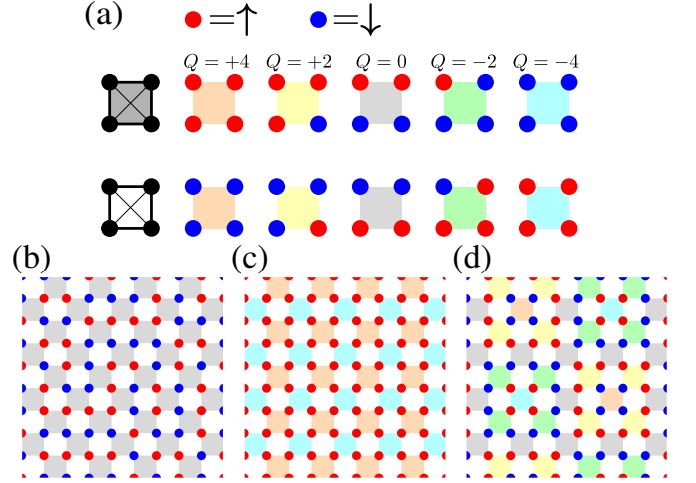 (a) =↑ =↓
Q = +4 Q = +2 Q = 0 Q = −2 Q = −4
(b) (c) (d)